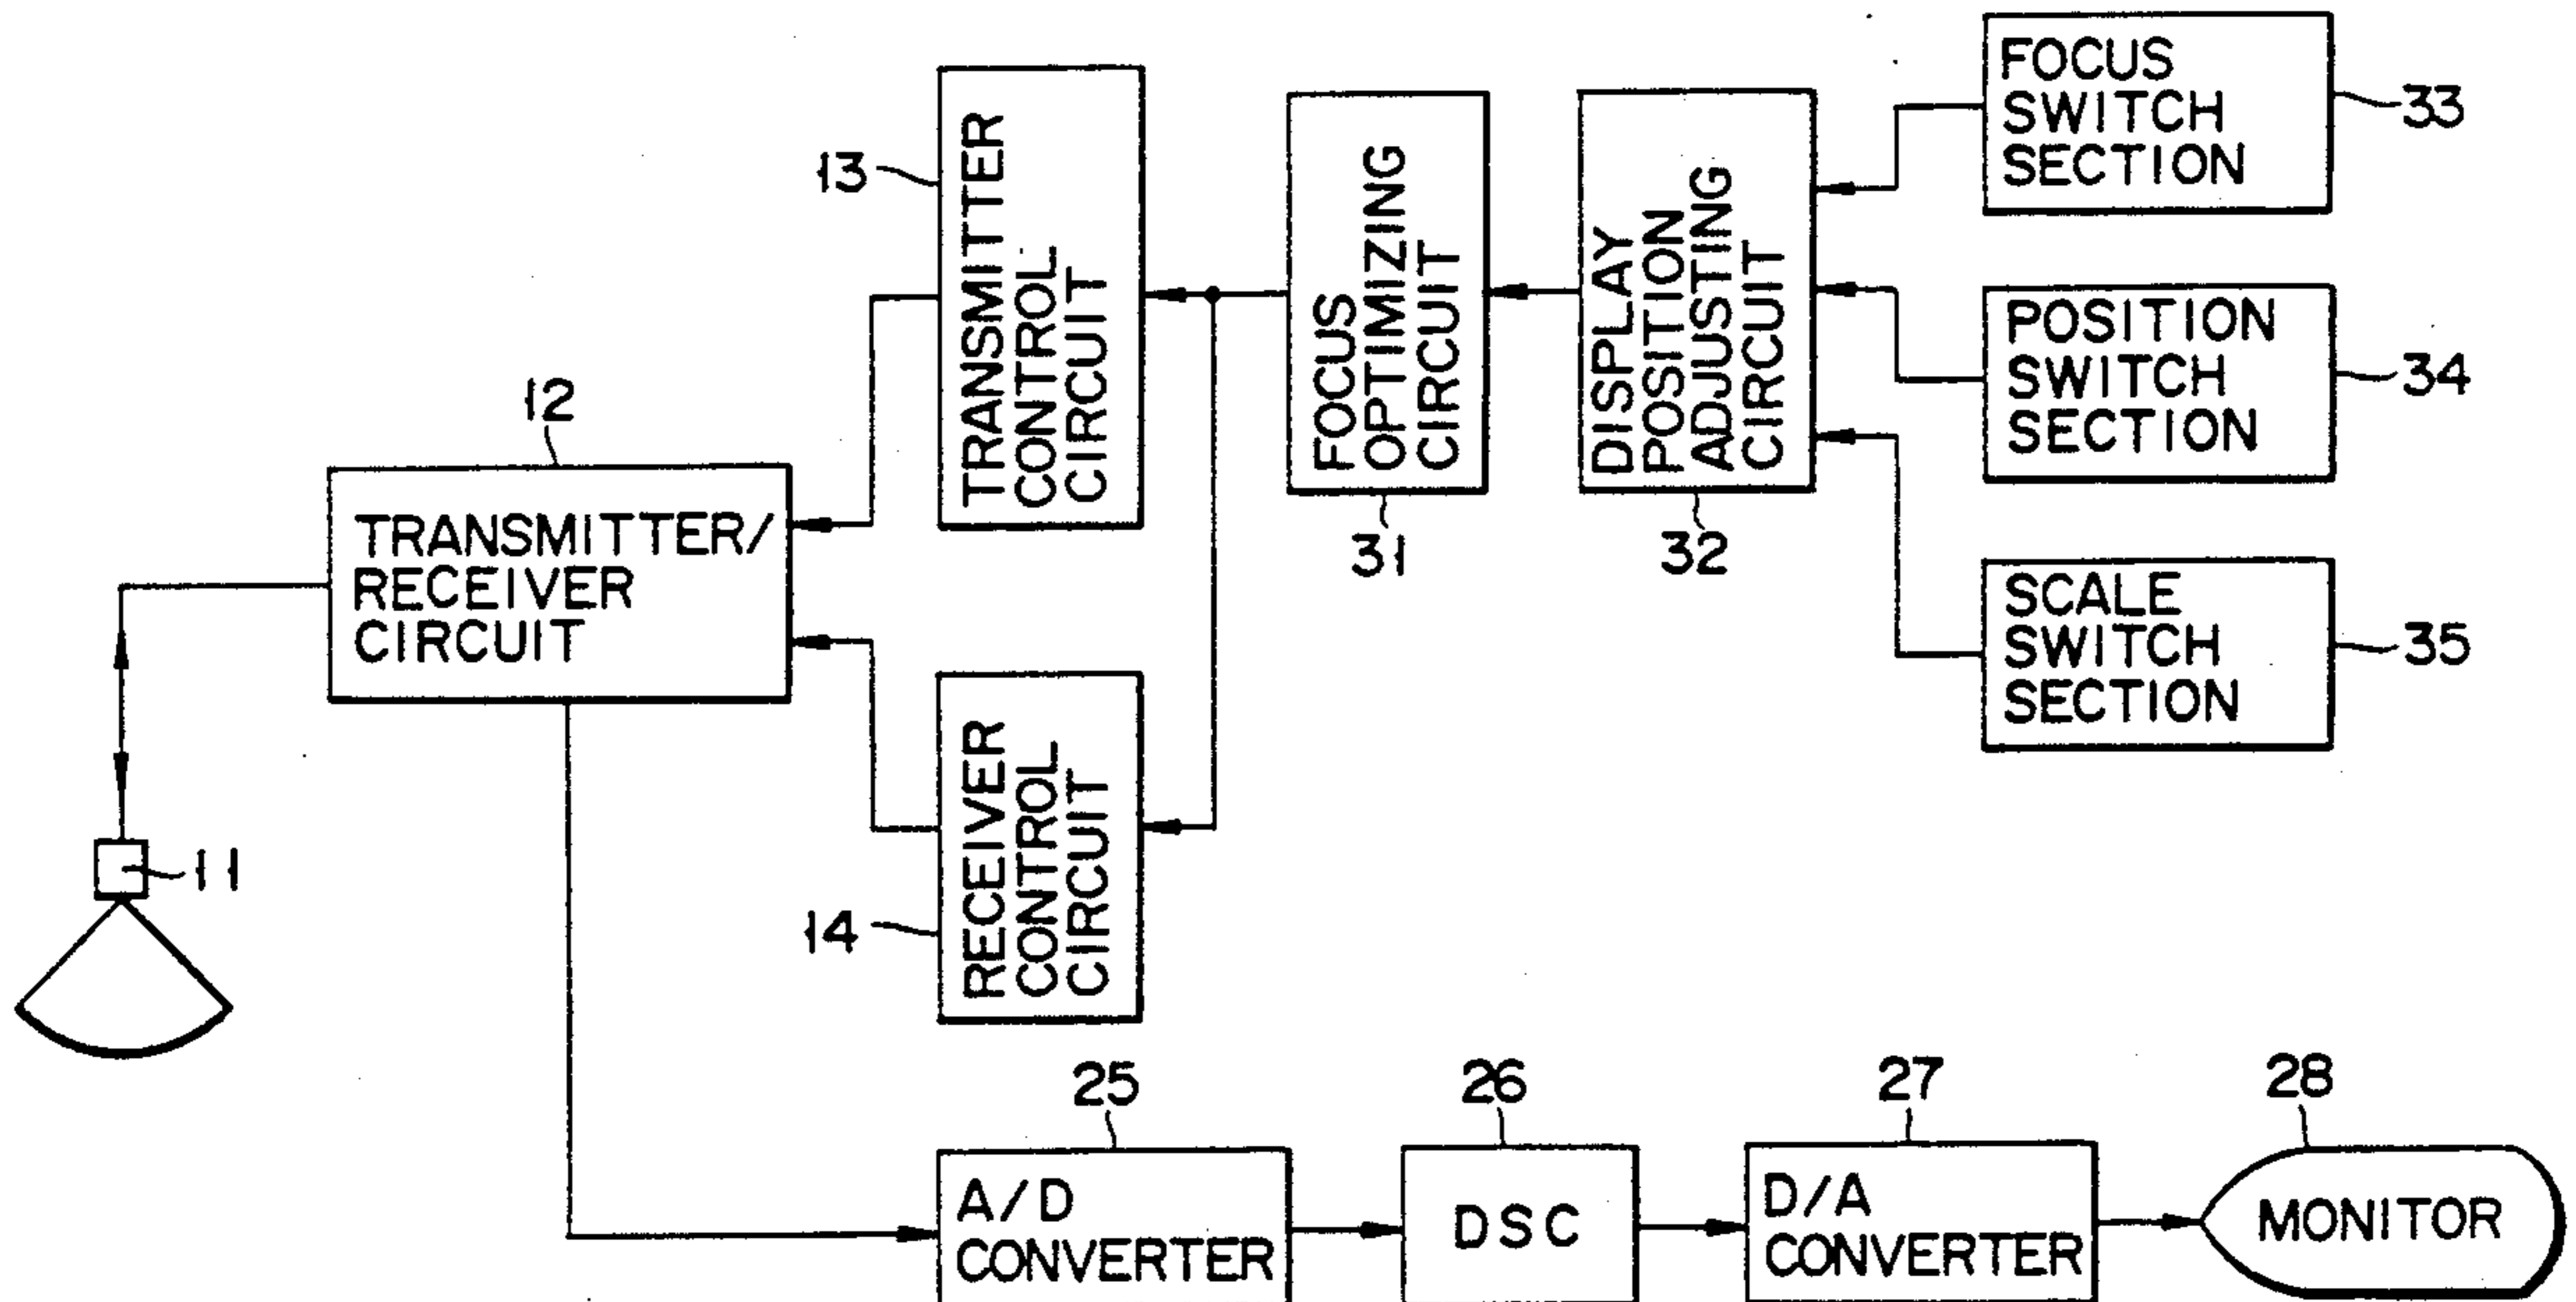 FOCUS
SWITCH
SECTION
33
13
TRANSMITTER
CONTROL
CIRCUIT
FOCUS
OPTIMIZING
CIRCUIT
31
DISPLAY
POSITION
ADJUSTING
CIRCUIT
32
POSITION
SWITCH
SECTION
34
12
TRANSMITTER/
RECEIVER
CIRCUIT
SCALE
SWITCH
SECTION
35
11
14
RECEIVER
CONTROL
CIRCUIT
25
A/D
CONVERTER
26
DSC
27
D/A
CONVERTER
28
MONITOR